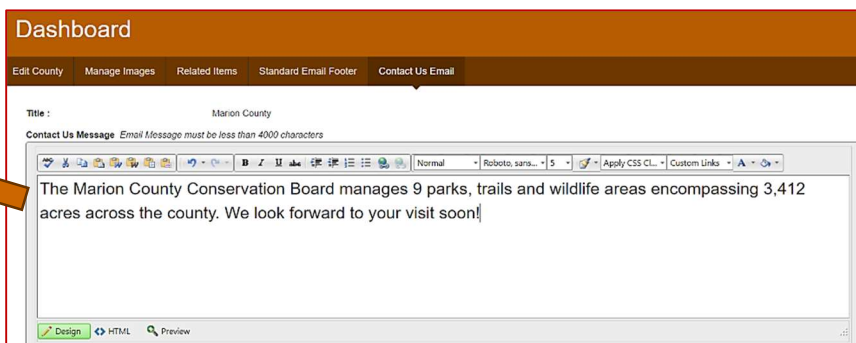 Dashboard
Edit County Manage Images Related Items Standard Email Footer Contact Us Email
Title : Marion County
Contact Us Message Email Message must be less than 4000 characters
B I U abc Normal Roboto, sans... 5 Apply CSS Cl... Custom Links A
The Marion County Conservation Board manages 9 parks, trails and wildlife areas encompassing 3,412
acres across the county. We look forward to your visit soon!
Design HTML Preview